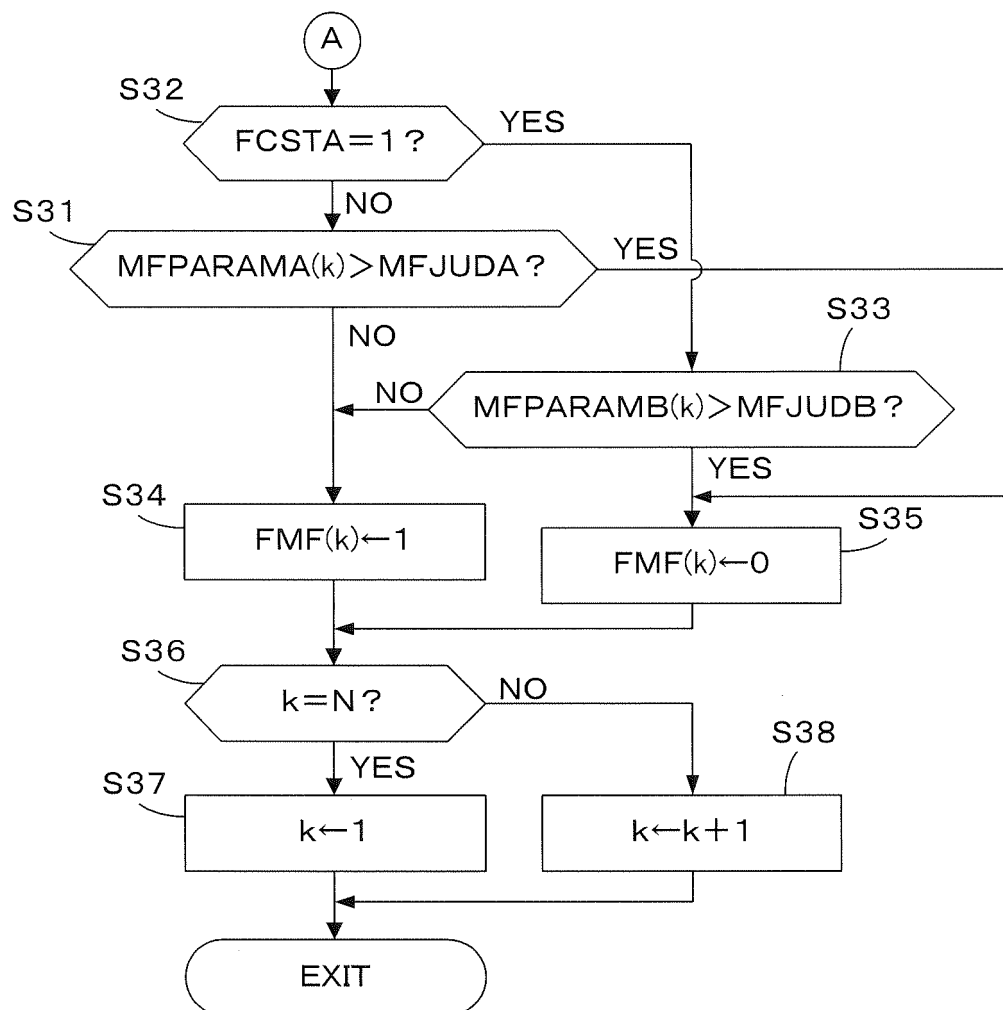 A
S32
FCSTA=1?
YES
NO
S31
MFPARAMA(k)>MFJUDA?
YES
NO
S33
NO
MFPARAMB(k)>MFJUDB?
YES
S34
FMF(k)←1
S35
FMF(k)←0
S36
k=N?
NO
YES
S37
k←1
S38
k←k+1
EXIT